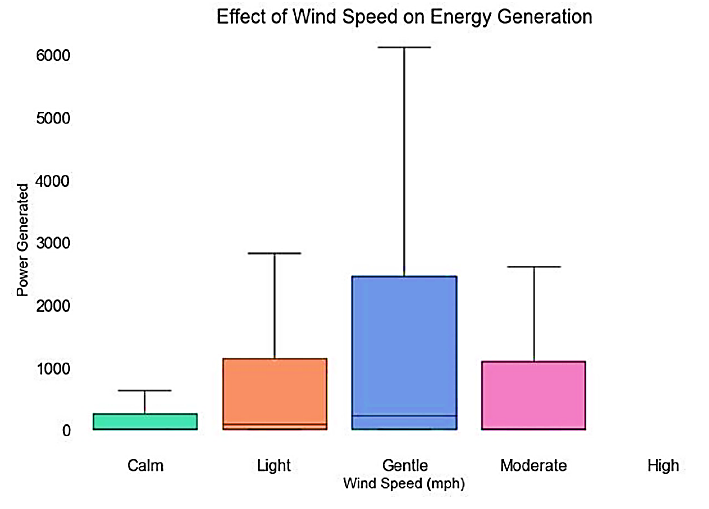 Effect of Wind Speed on Energy Generation
6000
5000
4000
3000
2000
1000
0
Power Generated
Calm Light Gentle Moderate High
Wind Speed (mph)